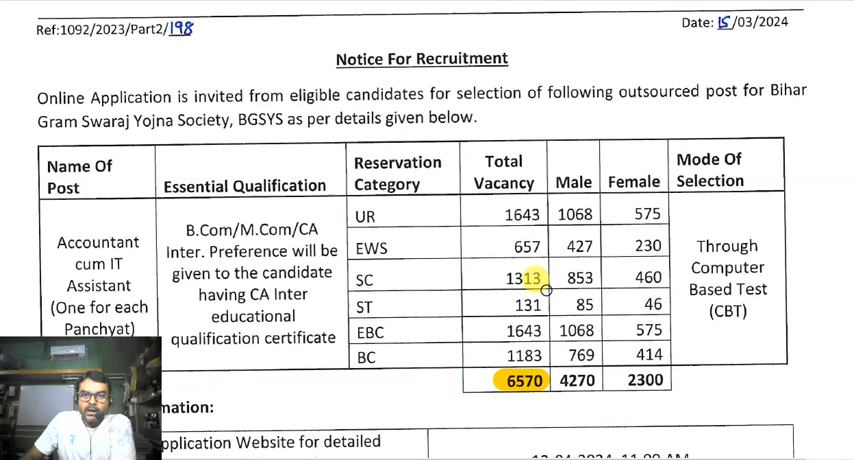 Ref:1092/2023/Part2/198
Date: 15/03/2024
Notice For Recruitment
Online Application is invited from eligible candidates for selection of following outsourced post for Bihar
Gram Swaraj Yojna Society, BGSYS as per details given below.
Name Of Post Essential Qualification Reservation Category Total Vacancy Male Female Mode Of Selection
Accountant
cum IT
Assistant
(One for each
Panchyat)
B.Com/M.Com/CA
Inter. Preference will be
given to the candidate
having CA Inter
educational
qualification certificate
UR 1643 1068 575
EWS 657 427 230
SC 1313 853 460
ST 131 85 46
EBC 1643 1068 575
BC 1183 769 414
6570 4270 2300
Through
Computer
Based Test
(CBT)
mation:
pplication Website for detailed